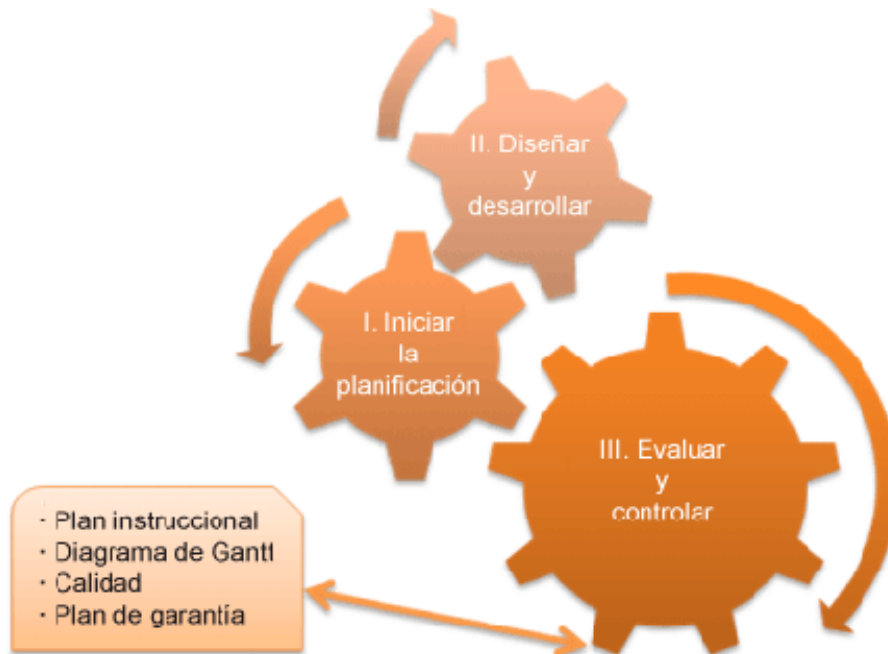 II. Diseñar
y
desarrollar
I. Iniciar
la
planificación
III. Evaluar
y
controlar
· Plan instruccional
· Diagrama de Gantt
· Calidad
· Plan de garantía